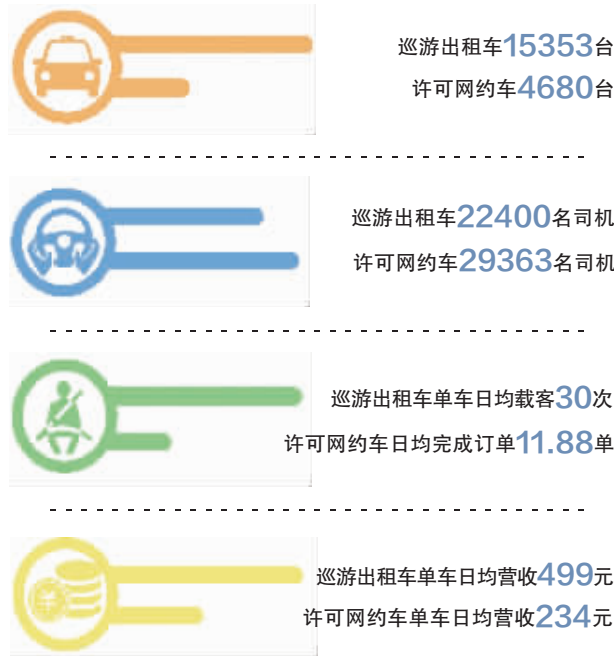 巡游出租车15353台
许可网约车4680台
巡游出租车22400名司机
许可网约车29363名司机
巡游出租车单车日均载客30次
许可网约车日均完成订单11.88单
巡游出租车单车日均营收499元
许可网约车单车日均营收234元